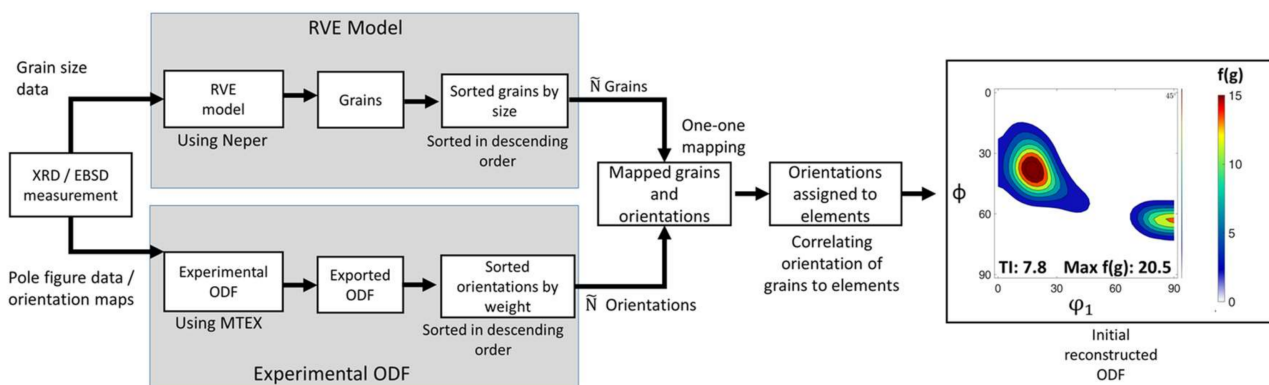 RVE Model
Grain size
data
RVE
model
Using Neper
Grains
Sorted grains by
size
Sorted in descending
order
Ñ Grains
One-one
mapping
XRD / EBSD
measurement
Mapped grains
and
orientations
Orientations
assigned to
elements
Correlating
orientation of
grains to elements
Pole figure data /
orientation maps
Experimental
ODF
Using MTEX
Exported
ODF
Sorted
orientations by
weight
Sorted in descending
order
Ñ Orientations
Experimental ODF
f(g)
45°
0
30
60
90
ϕ
TI: 7.8 Max f(g): 20.5
0 30 60 90
φ1
15
10
5
0
Initial
reconstructed
ODF